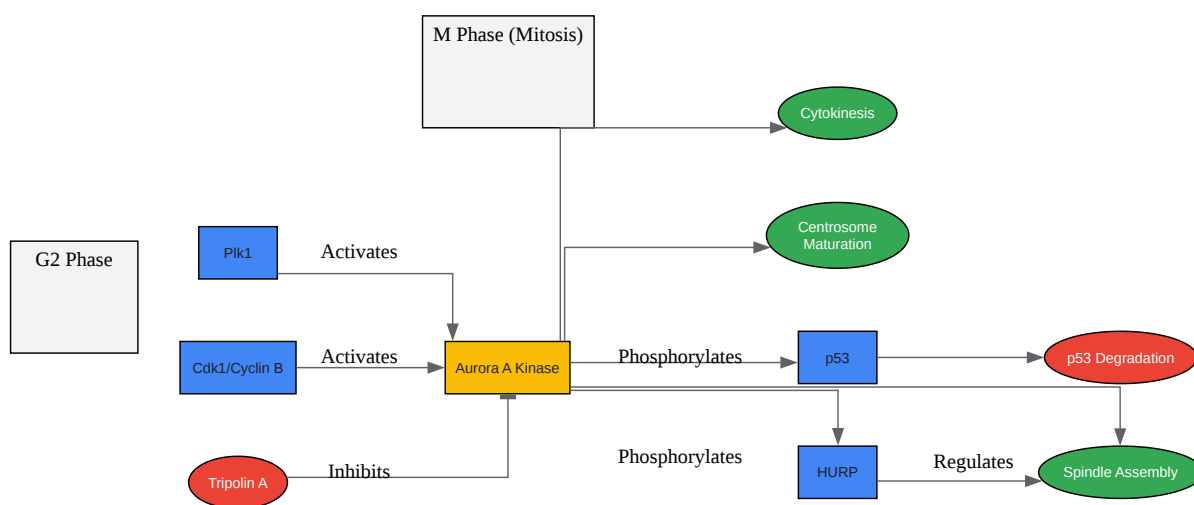 M Phase (Mitosis)
Cytokinesis
Centrosome
Maturation
G2 Phase
Plk1
Activates
Cdk1/Cyclin B
Activates
Aurora A Kinase
Phosphorylates
p53
p53 Degradation
Tripolin A
Inhibits
Phosphorylates
HURP
Regulates
Spindle Assembly